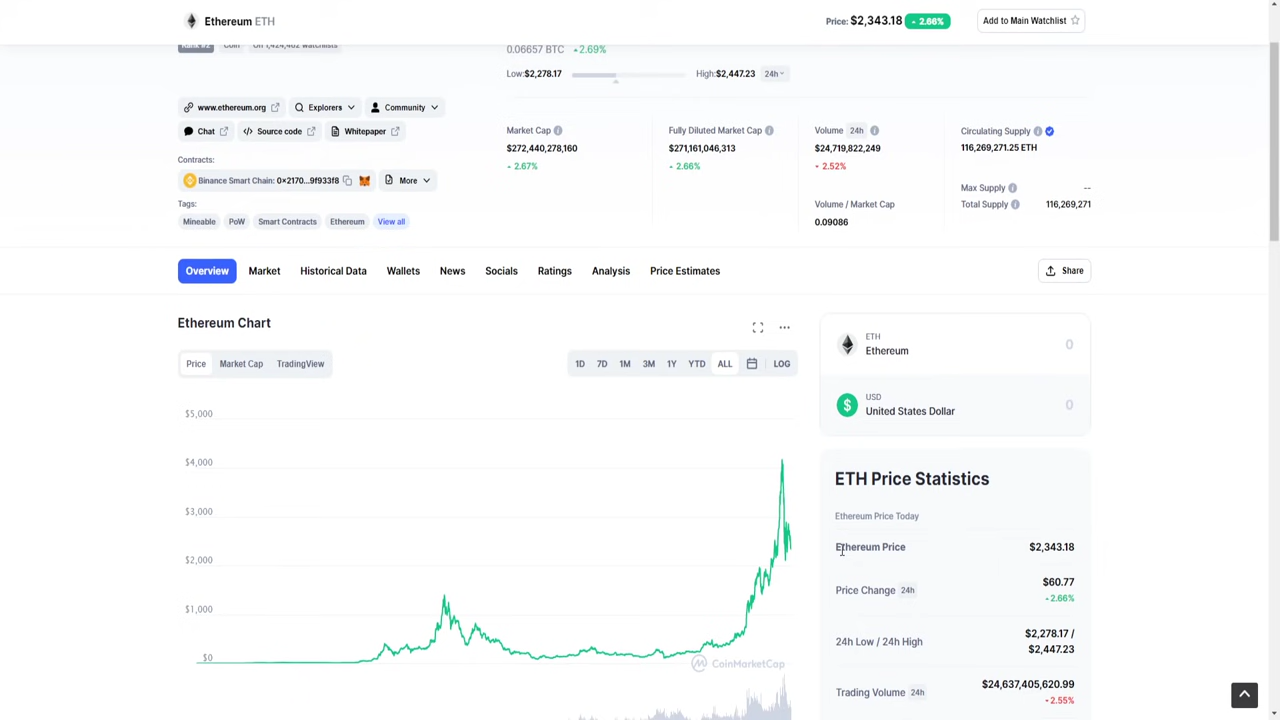 Ethereum ETH
Price: $2,343.18 2.66%
Add to Main Watchlist
Rank #2 Coin On 1,424,402 watchlists
0.06657 BTC 2.69%
Low:$2,278.17 High:$2,447.23 24h
www.ethereum.org Explorers Community
Chat Source code Whitepaper
Contracts:
Binance Smart Chain: 0x2170...9f933f8 More
Tags:
Mineable PoW Smart Contracts Ethereum View all
Market Cap
$272,440,278,160
2.67%
Fully Diluted Market Cap
$271,161,046,313
2.66%
Volume 24h
$24,719,822,249
2.52%
Volume / Market Cap
0.09086
Circulating Supply
116,269,271.25 ETH
Max Supply --
Total Supply 116,269,271
Overview Market Historical Data Wallets News Socials Ratings Analysis Price Estimates
Share
Ethereum Chart
Price Market Cap TradingView
1D 7D 1M 3M 1Y YTD ALL LOG
$5,000
$4,000
$3,000
$2,000
$1,000
$0
CoinMarketCap
ETH
Ethereum 0
USD
United States Dollar 0
ETH Price Statistics
Ethereum Price Today
Ethereum Price $2,343.18
Price Change 24h $60.77
2.66%
24h Low / 24h High $2,278.17 /
$2,447.23
Trading Volume 24h $24,637,405,620.99
2.55%